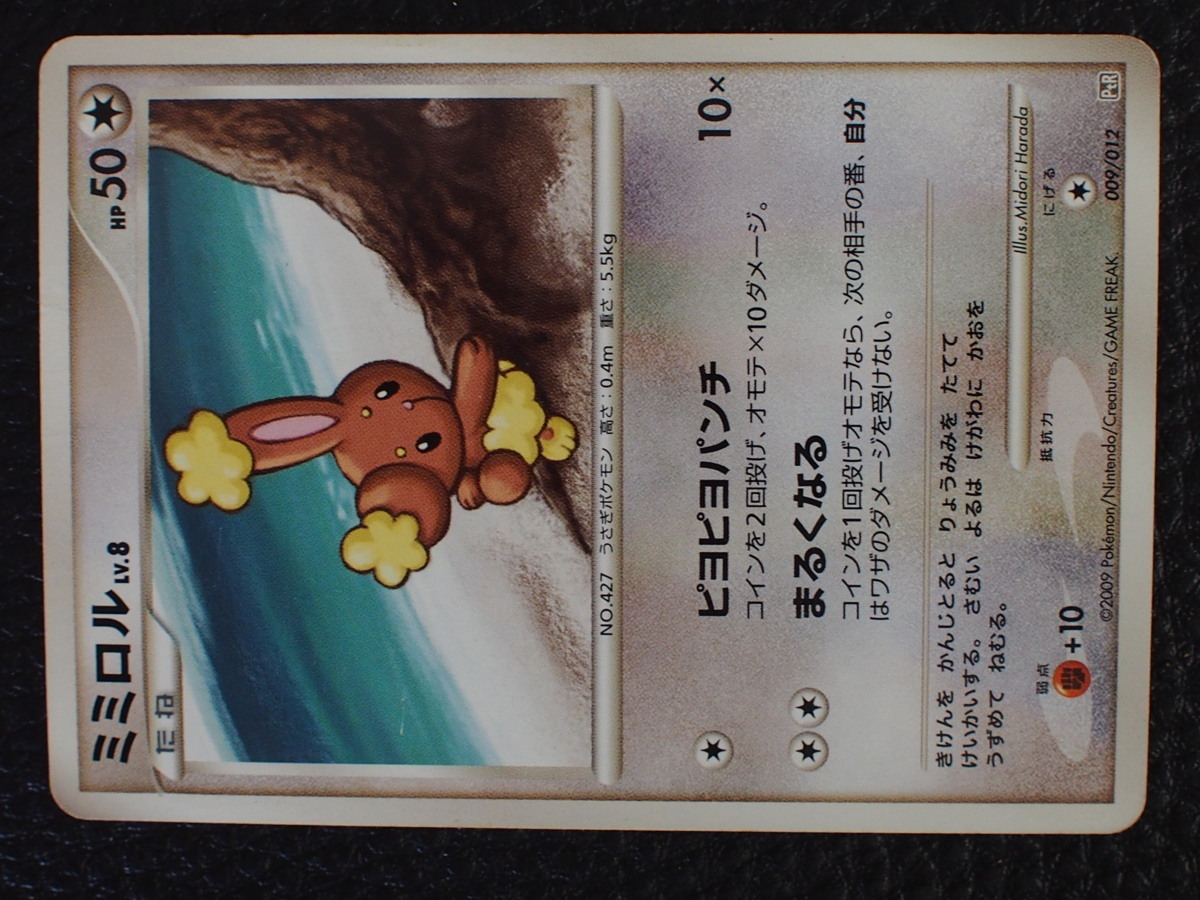 ミミロル LV.8 HP 50
たね
NO.427 うさぎポケモン 高さ:0.4m 重さ:5.5kg
ピヨピヨパンチ 10×
コインを2回投げ、オモテ×10ダメージ。
まるくなる
コインを1回投げオモテなら、次の相手の番、自分
はワザのダメージを受けない。
きけんを かんじとると りょうみみを たてて
けいかいする。さむい よるは けがわに かおを
うずめて ねむる。
Illus.Midori Harada
弱点 抵抗力 にげる
+10
©2009 Pokémon/Nintendo/Creatures/GAME FREAK. 009/012 PtR